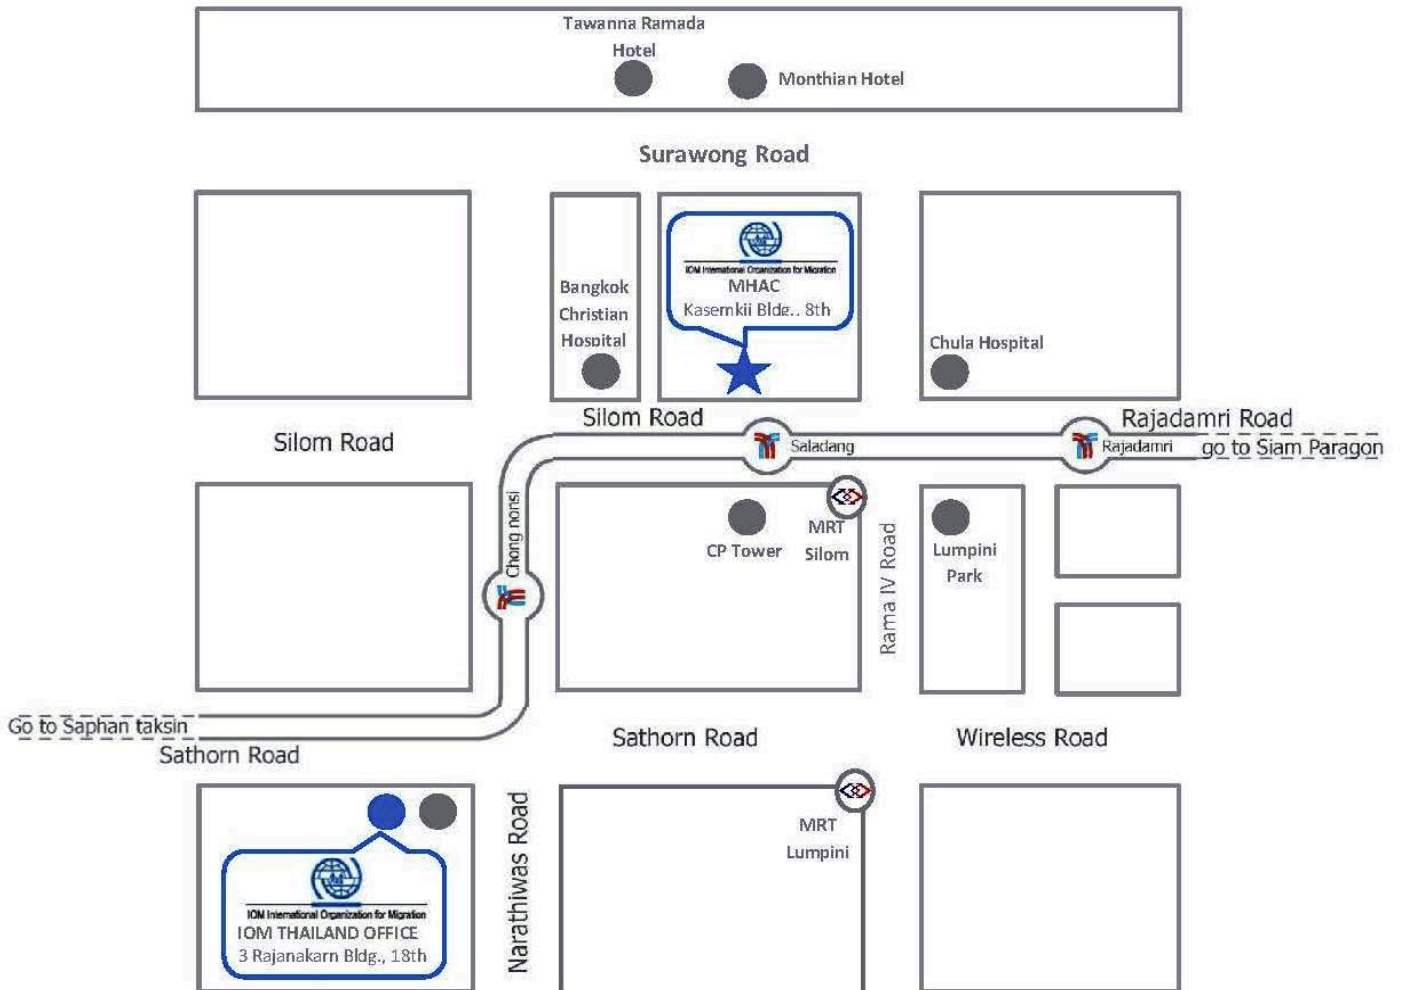 Tawanna Ramada
Hotel
Monthian Hotel
Surawong Road
IOM International Organization for Migration
MHAC
Kasemkii Bldg., 8th
Bangkok
Christian
Hospital
Chula Hospital
Silom Road
Silom Road
Rajadamri Road
Saladang
Rajadamri
go to Siam Paragon
Chong nonsi
CP Tower
MRT
Silom
Rama IV Road
Lumpini
Park
Go to Saphan taksin
Sathorn Road
Sathorn Road
Wireless Road
Narathiwas Road
MRT
Lumpini
IOM International Organization for Migration
IOM THAILAND OFFICE
3 Rajanakarn Bldg., 18th